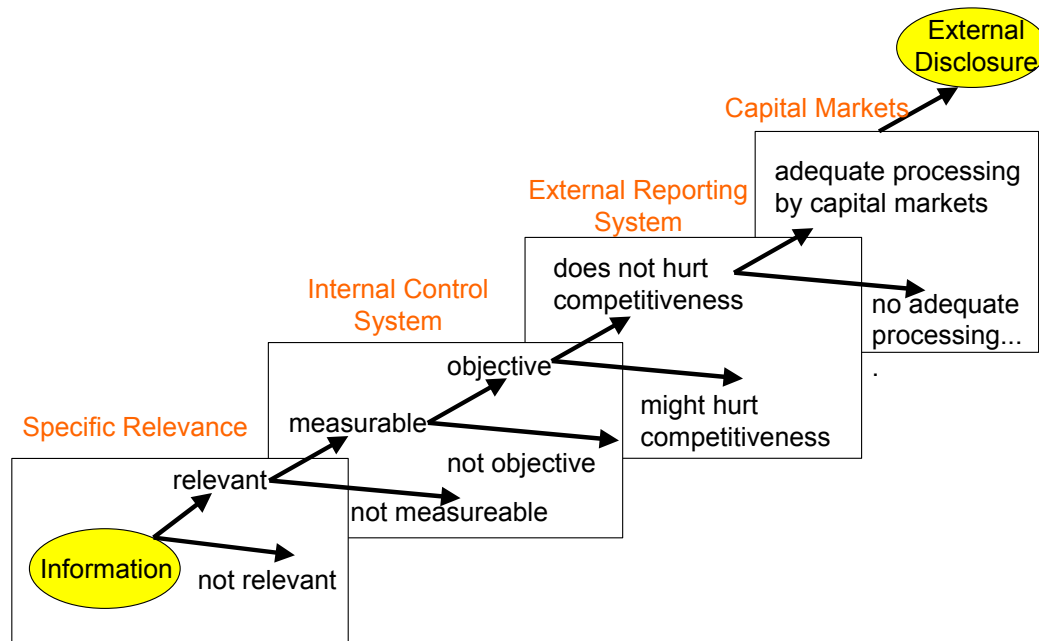 External
Disclosure
Capital Markets
adequate processing
by capital markets
External Reporting
System
does not hurt
competitiveness
no adequate
processing...
.
Internal Control
System
objective
might hurt
competitiveness
Specific Relevance
measurable
not objective
relevant
not measureable
Information
not relevant